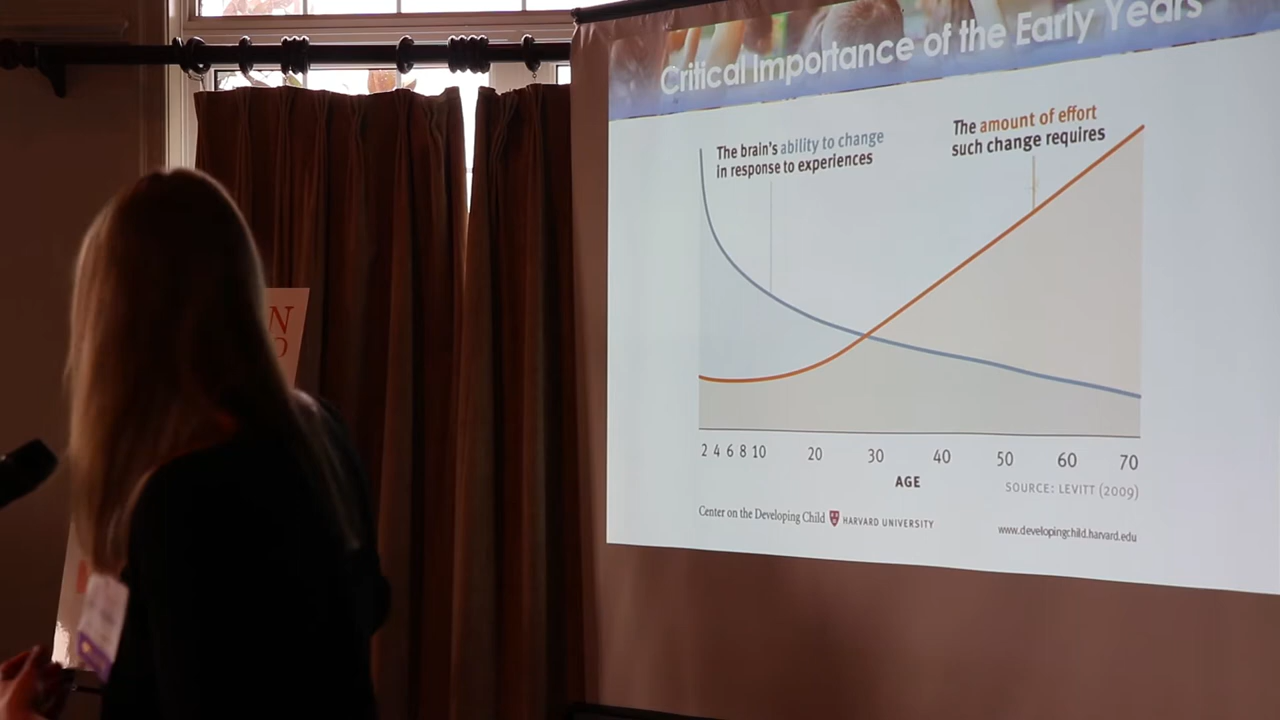 Critical Importance of the Early Years
The brain's ability to change
in response to experiences
The amount of effort
such change requires
2 4 6 8 10 20 30 40 50 60 70
AGE
SOURCE: LEVITT (2009)
Center on the Developing Child HARVARD UNIVERSITY
www.developingchild.harvard.edu
N